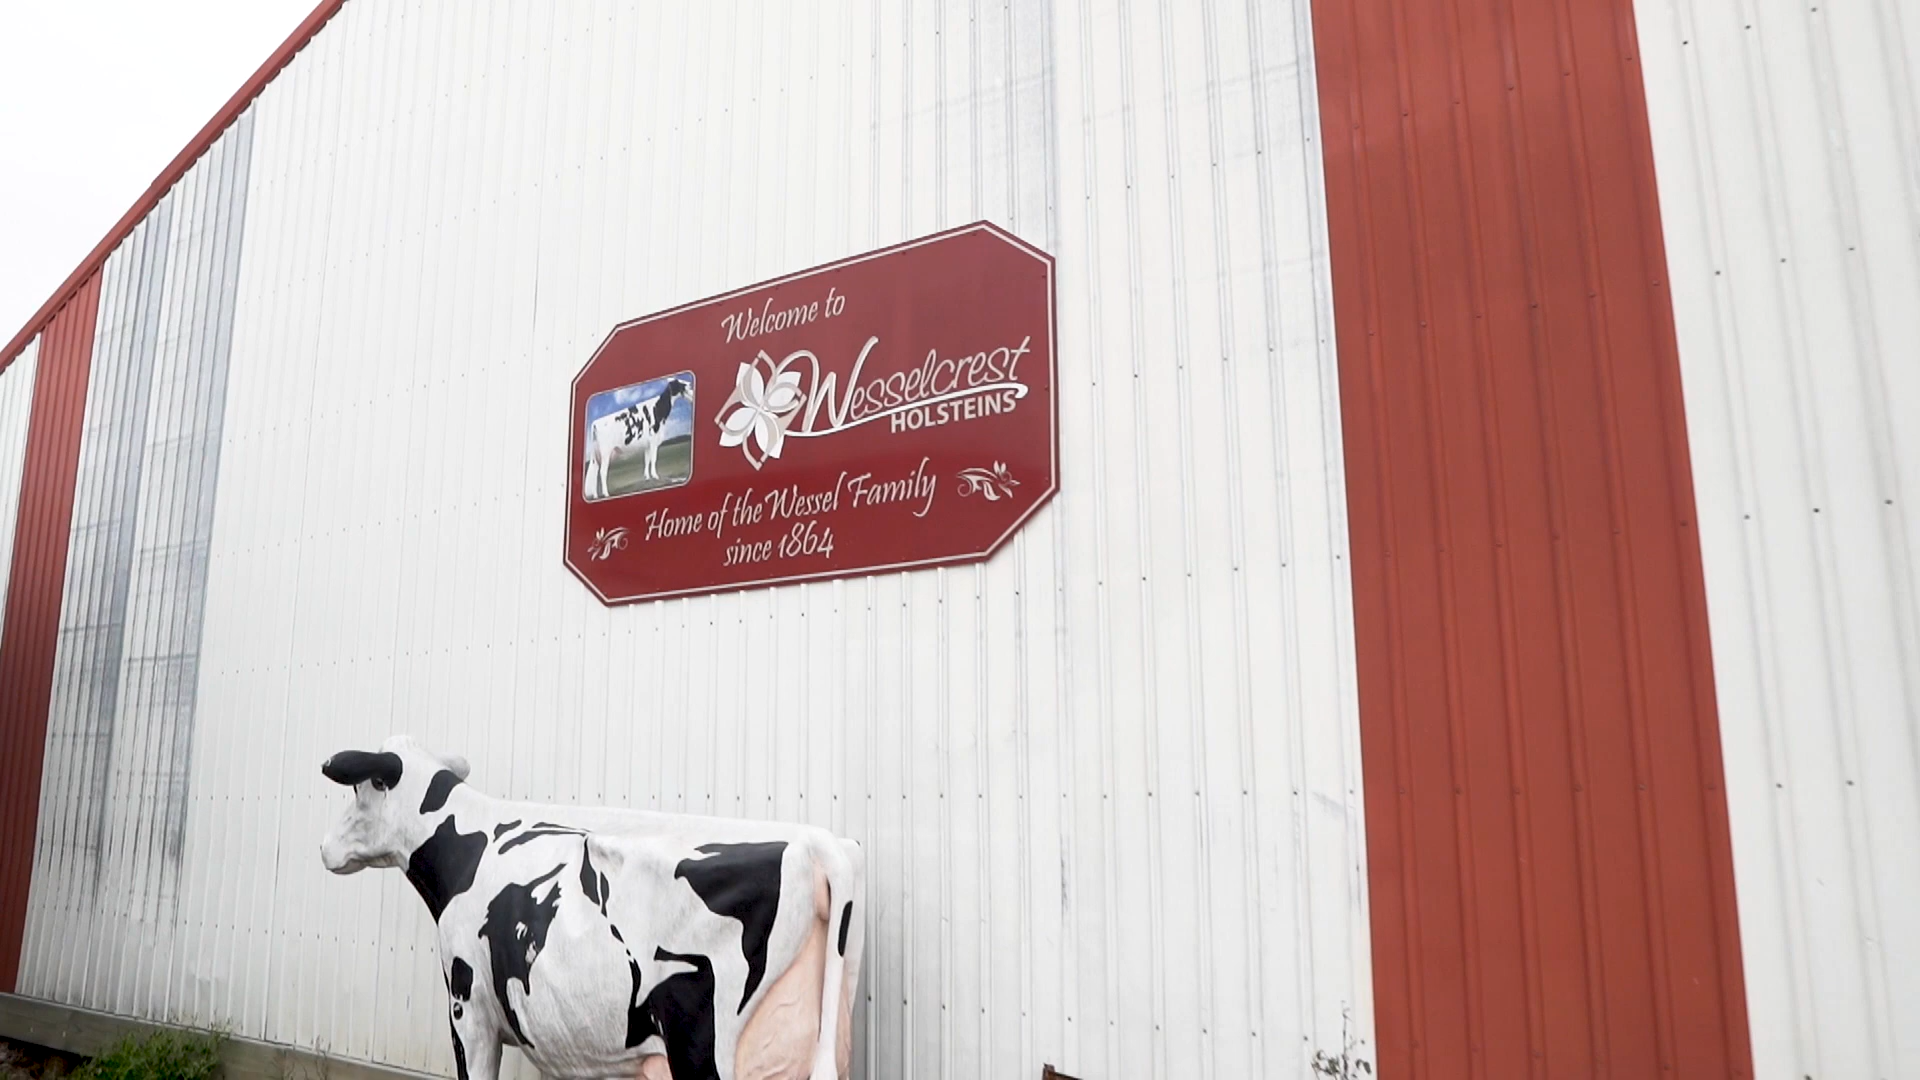 Welcome to
Wesselcrest
HOLSTEINS
Home of the Wessel Family
since 1864